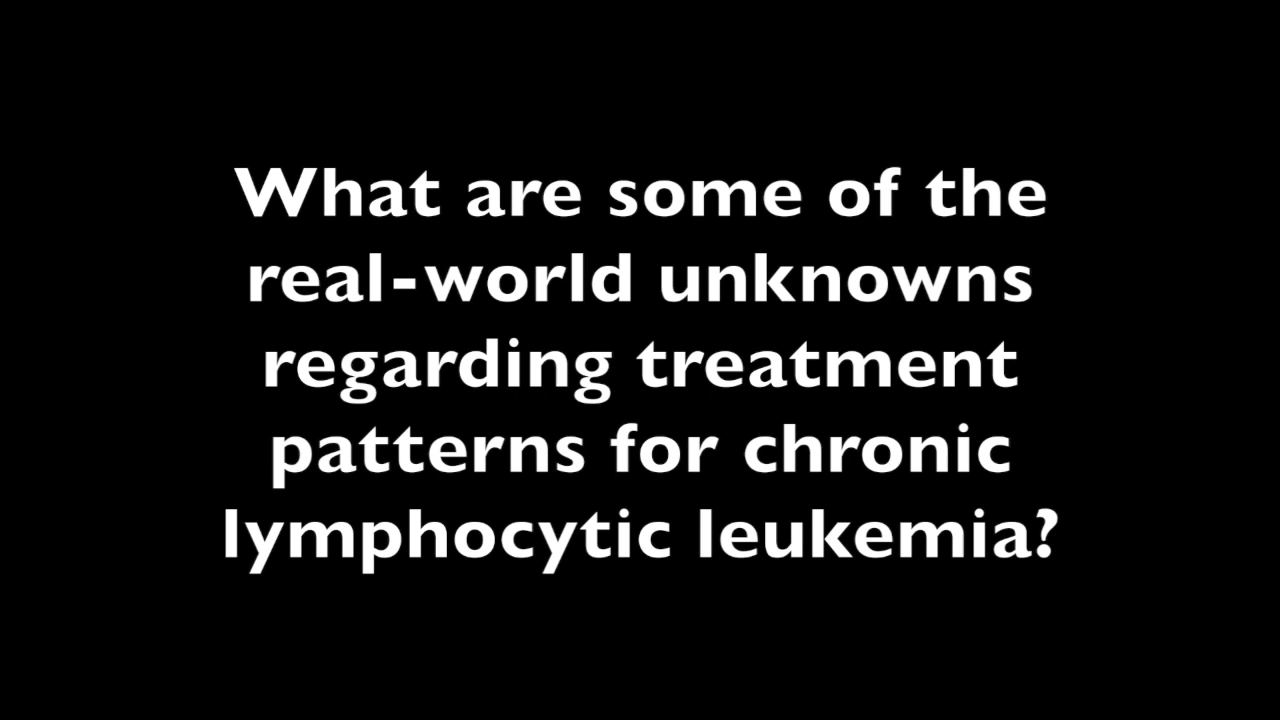 What are some of the
real-world unknowns
regarding treatment
patterns for chronic
lymphocytic leukemia?